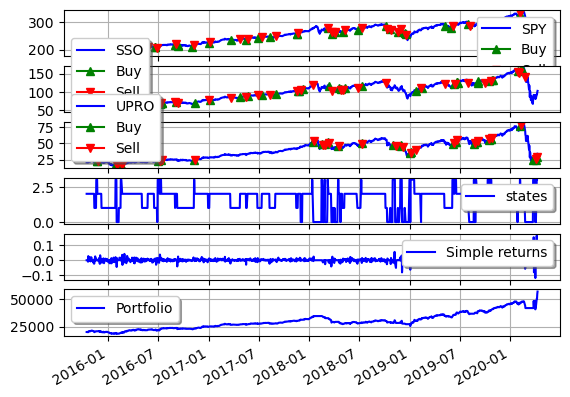 300
200
SPY
Buy
Sell
SSO
Buy
Sell
150
100
50
UPRO
Buy
Sell
75
50
25
2.5
0.0
states
0.1
0.0
−0.1
Simple returns
50000
25000
Portfolio
2016-01
2016-07
2017-01
2017-07
2018-01
2018-07
2019-01
2019-07
2020-01